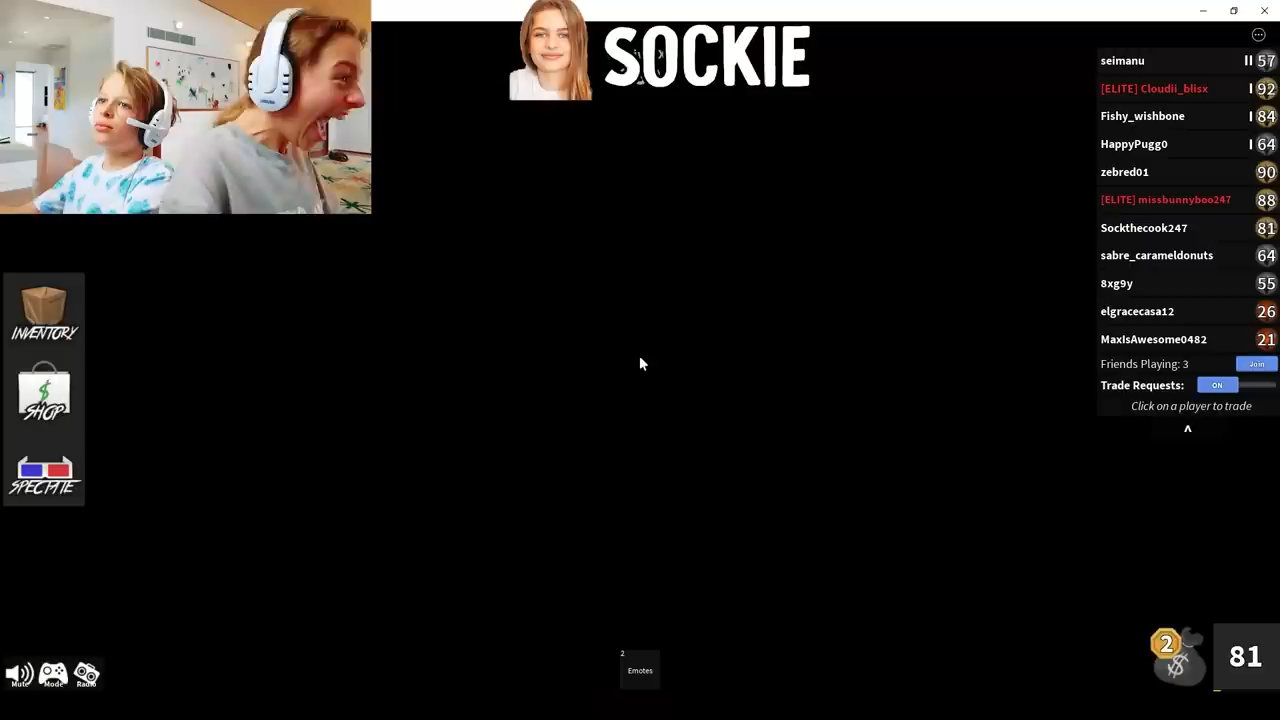 SOCKIE
seimanu II 57
[ELITE] Cloudii_blisx I 92
Fishy_wishbone I 84
HappyPugg0 I 64
zebred01 90
[ELITE] missbunnyboo247 88
Sockthecook247 81
sabre_carameldonuts 64
8xg9y 55
elgracecasa12 26
MaxIsAwesome0482 21
Friends Playing: 3 Join
Trade Requests: ON
Click on a player to trade
^
INVENTORY
$
SHOP
SPECTATE
Mute Mode Radio
2
Emotes
2
$
81